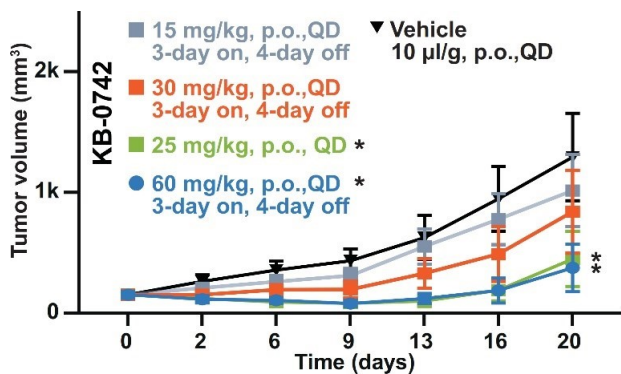 15 mg/kg, p.o.,QD
3-day on, 4-day off
30 mg/kg, p.o.,QD
3-day on, 4-day off
25 mg/kg, p.o., QD *
60 mg/kg, p.o.,QD *
3-day on, 4-day off
Vehicle
10 µl/g, p.o.,QD
KB-0742
Tumor volume (mm³)
2k
1k
0
*
*
0 2 6 9 13 16 20
Time (days)